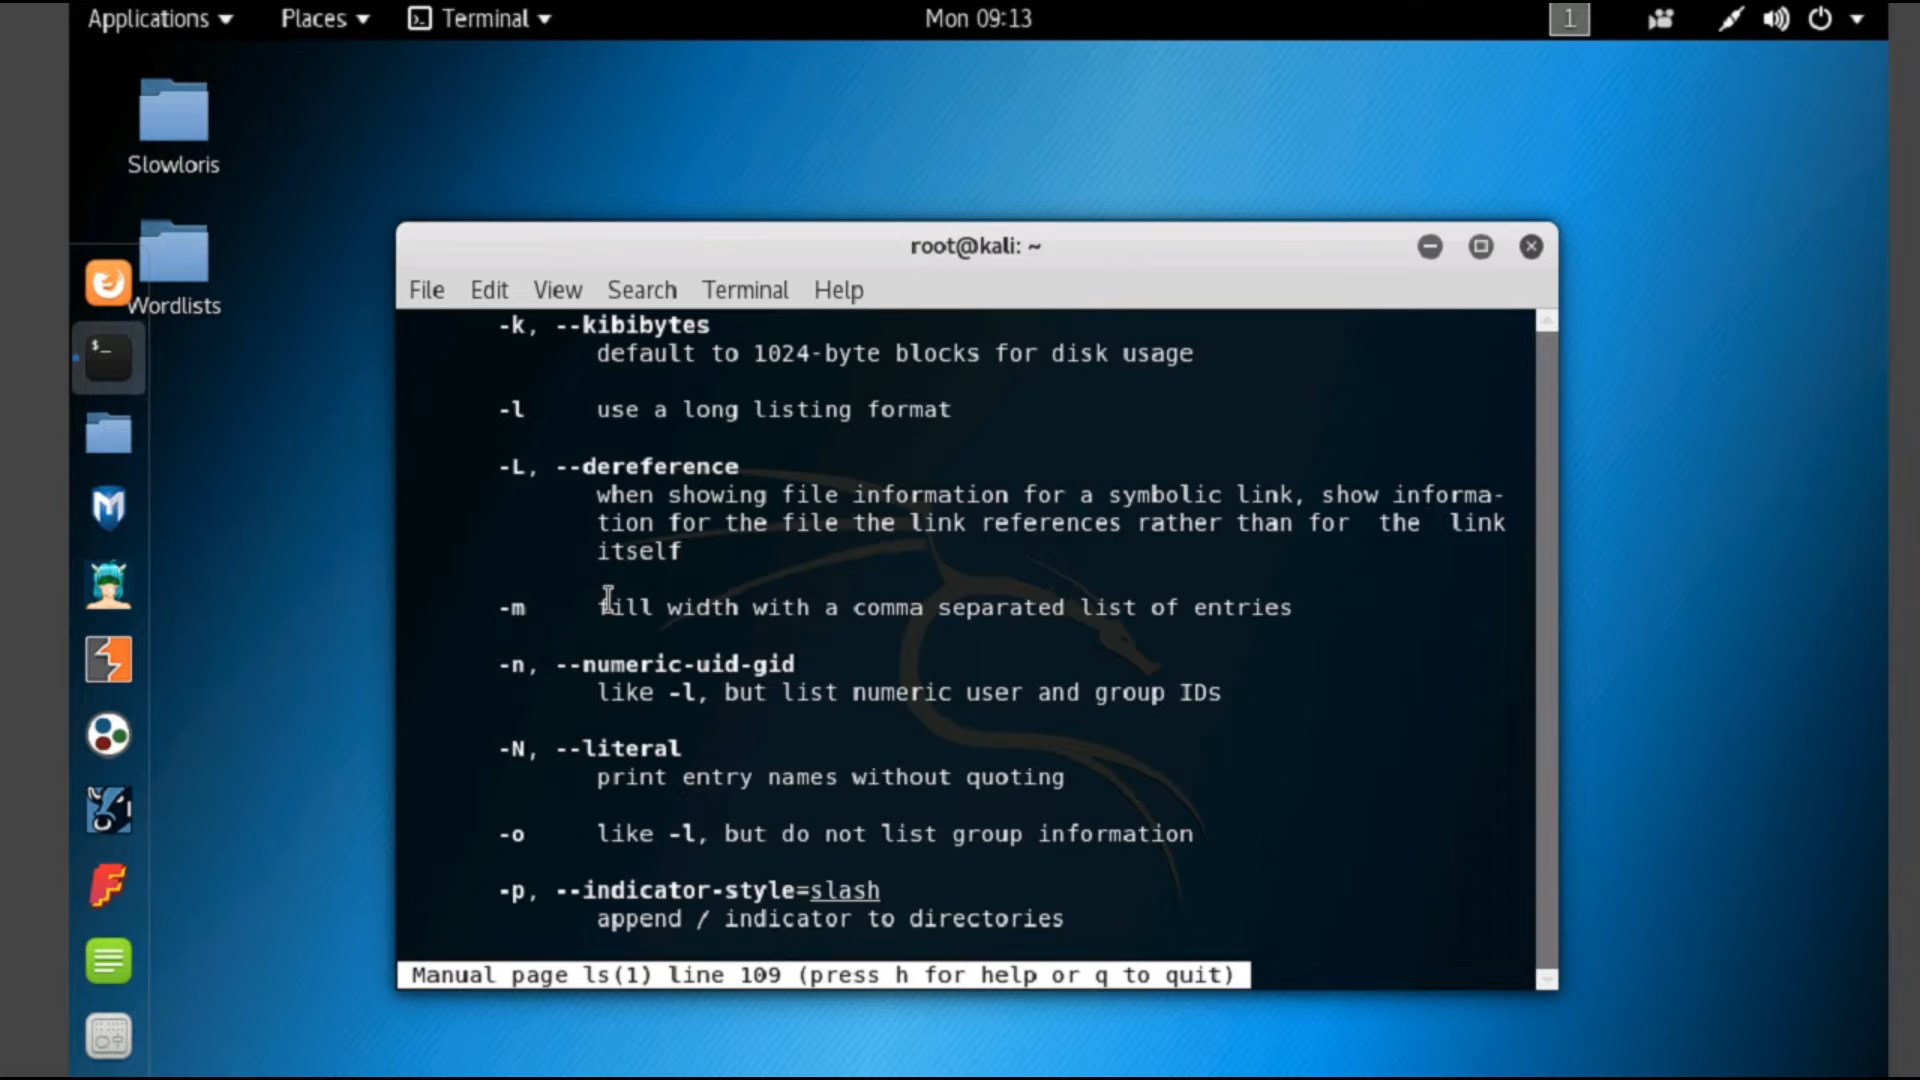 Applications Places Terminal Mon 09:13 1
Slowloris
Wordlists
root@kali: ~
File Edit View Search Terminal Help
-k, --kibibytes
default to 1024-byte blocks for disk usage
-l use a long listing format
-L, --dereference
when showing file information for a symbolic link, show informa-
tion for the file the link references rather than for the link
itself
-m fill width with a comma separated list of entries
-n, --numeric-uid-gid
like -l, but list numeric user and group IDs
-N, --literal
print entry names without quoting
-o like -l, but do not list group information
-p, --indicator-style=slash
append / indicator to directories
Manual page ls(1) line 109 (press h for help or q to quit)